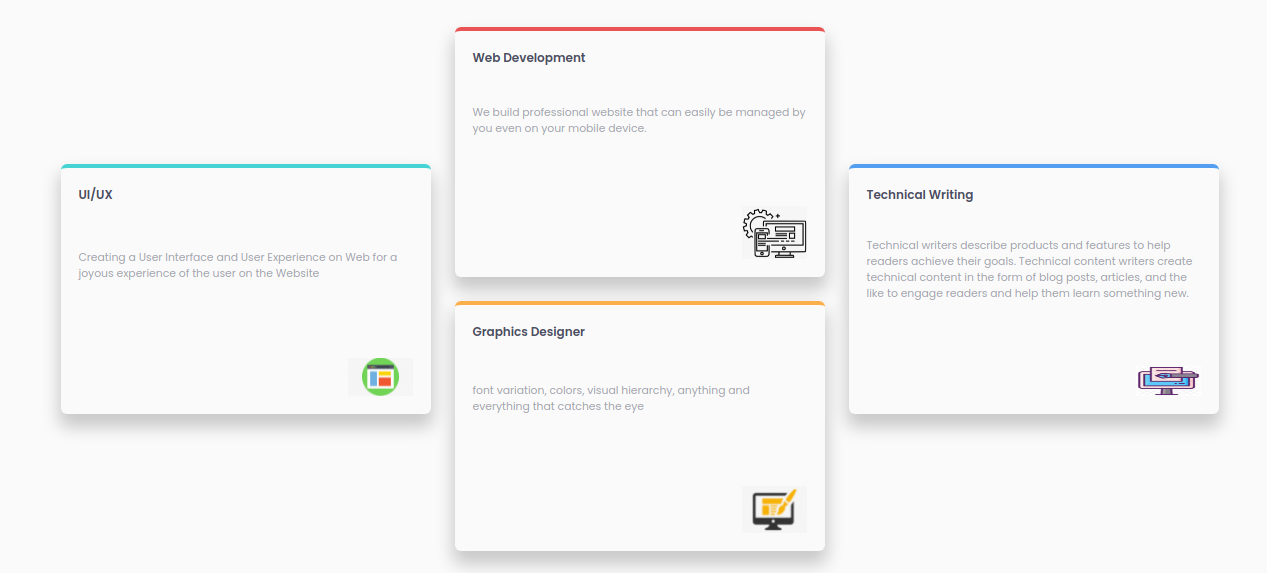 Web Development
We build professional website that can easily be managed by
you even on your mobile device.
UI/UX
Creating a User Interface and User Experience on Web for a
joyous experience of the user on the Website
Technical Writing
Technical writers describe products and features to help
readers achieve their goals. Technical content writers create
technical content in the form of blog posts, articles, and the
like to engage readers and help them learn something new.
Graphics Designer
font variation, colors, visual hierarchy, anything and
everything that catches the eye